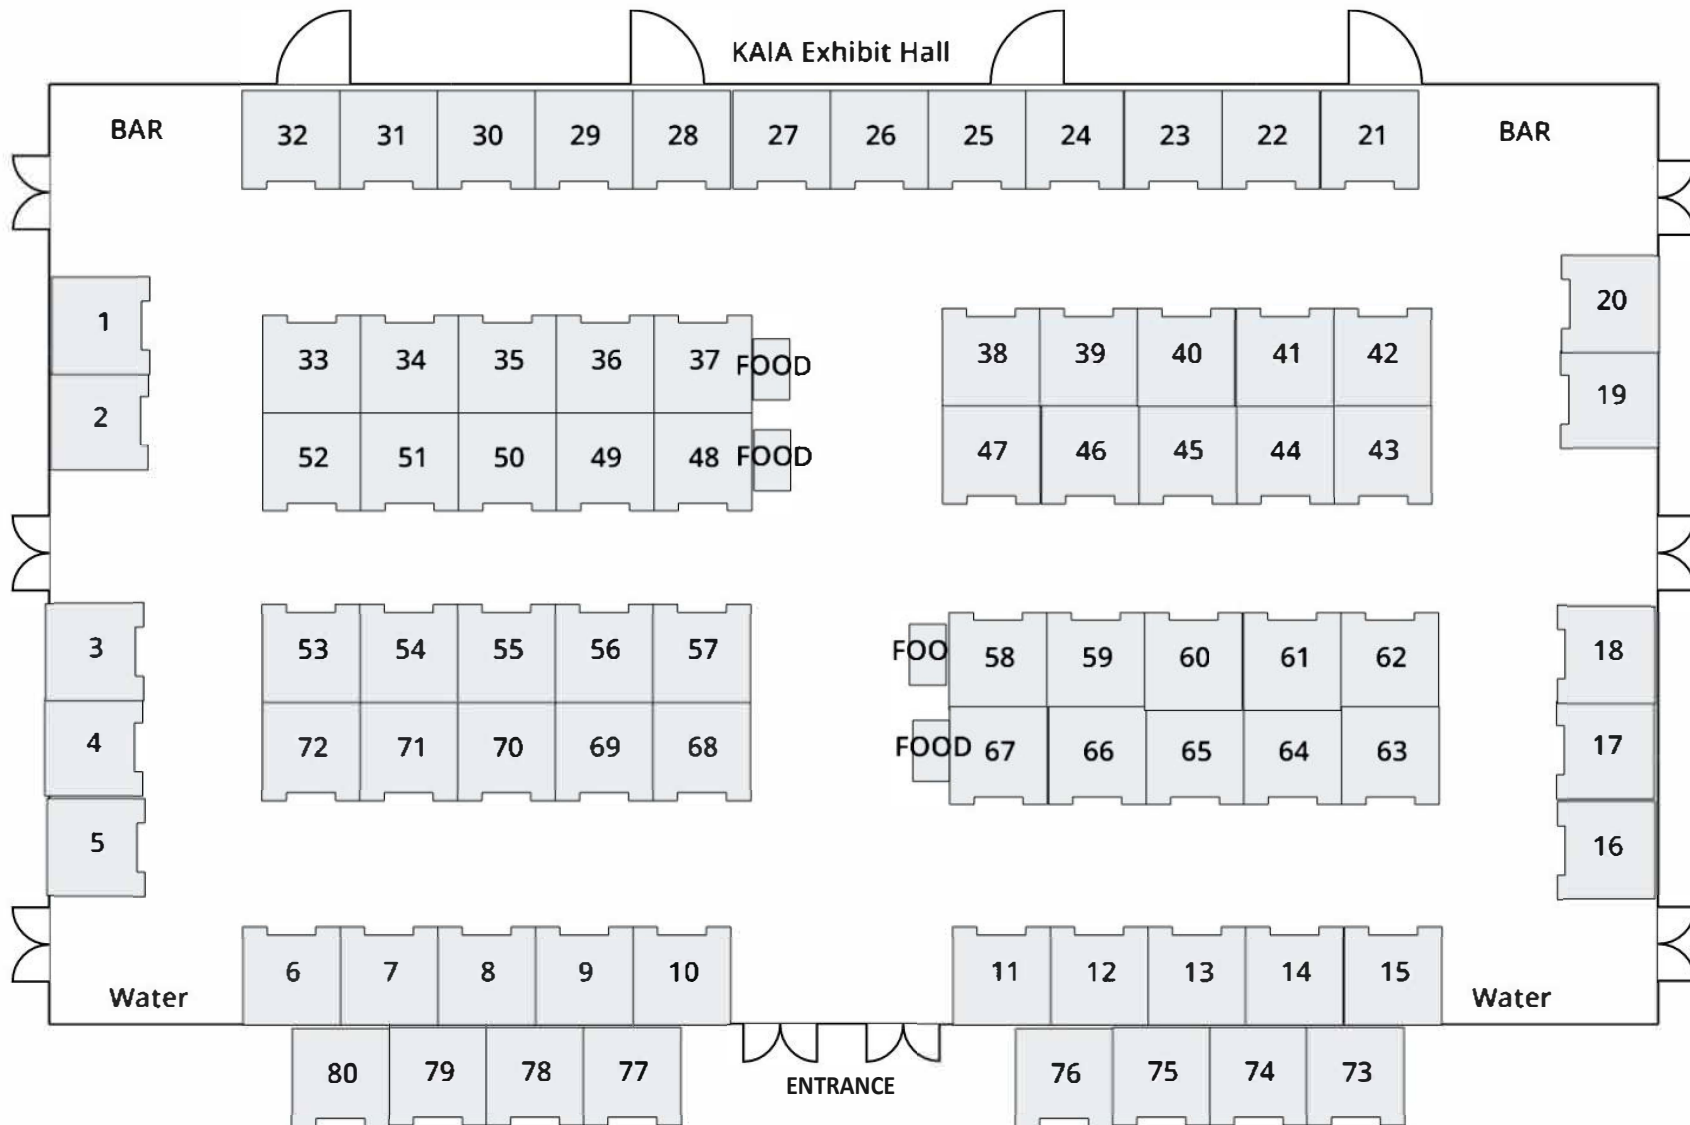 KAIA Exhibit Hall
BAR
32 31 30 29 28 27 26 25 24 23 22 21
BAR
1
20
33 34 35 36 37 FOOD
38 39 40 41 42
2
19
52 51 50 49 48 FOOD
47 46 45 44 43
3
53 54 55 56 57
FOO 58 59 60 61 62
18
4
72 71 70 69 68
FOOD 67 66 65 64 63
17
5
16
6 7 8 9 10
11 12 13 14 15
Water
Water
80 79 78 77
ENTRANCE
76 75 74 73